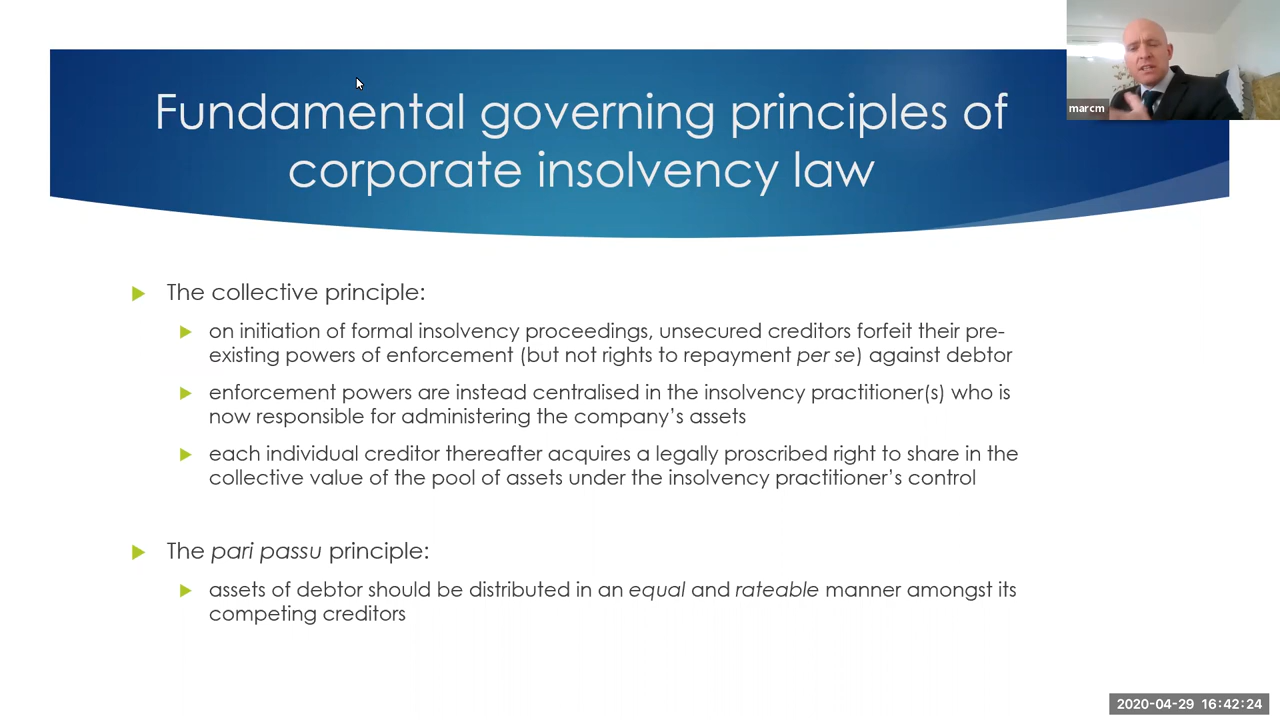 Fundamental governing principles of
corporate insolvency law
marcm
The collective principle:
on initiation of formal insolvency proceedings, unsecured creditors forfeit their pre-
existing powers of enforcement (but not rights to repayment per se) against debtor
enforcement powers are instead centralised in the insolvency practitioner(s) who is
now responsible for administering the company's assets
each individual creditor thereafter acquires a legally proscribed right to share in the
collective value of the pool of assets under the insolvency practitioner's control
The pari passu principle:
assets of debtor should be distributed in an equal and rateable manner amongst its
competing creditors
2020-04-29 16:42:24